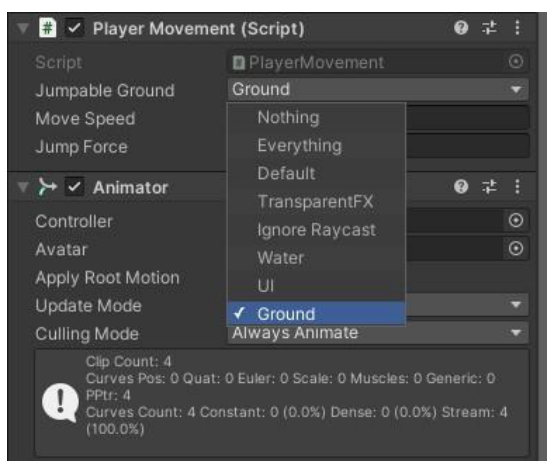 Player Movement (Script)
Script PlayerMovement
Jumpable Ground Ground
Move Speed
Jump Force
Nothing
Everything
Default
TransparentFX
Ignore Raycast
Water
UI
✓ Ground
Animator
Controller
Avatar
Apply Root Motion
Update Mode
Culling Mode Always Animate
Clip Count: 4
Curves Pos: 0 Quat: 0 Euler: 0 Scale: 0 Muscles: 0 Generic: 0
PPtr: 4
Curves Count: 4 Constant: 0 (0.0%) Dense: 0 (0.0%) Stream: 4
(100.0%)